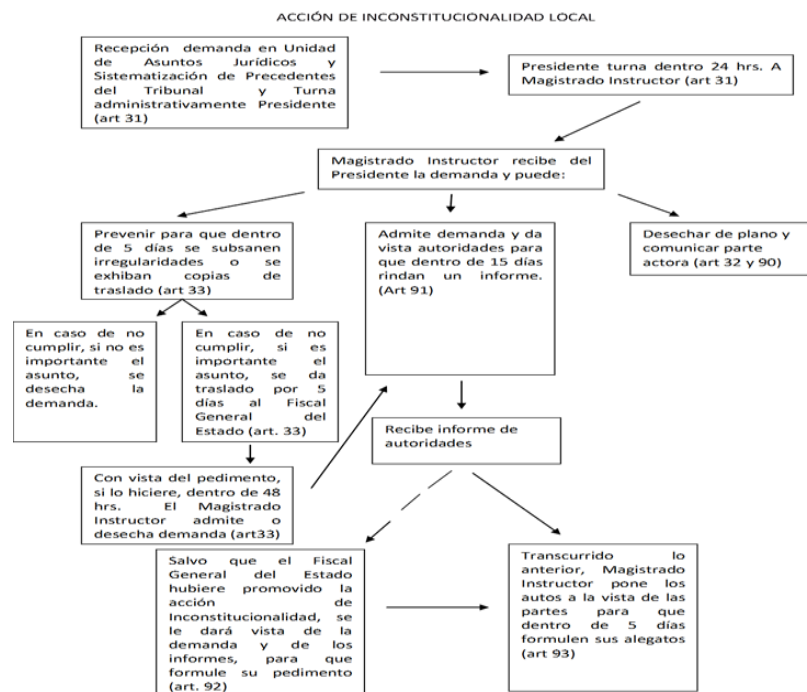 ACCIÓN DE INCONSTITUCIONALIDAD LOCAL
Recepción demanda en Unidad
de Asuntos Jurídicos y
Sistematización de Precedentes
del Tribunal y Turna
administrativamente Presidente
(art 31)
Presidente turna dentro 24 hrs. A
Magistrado Instructor (art 31)
Magistrado Instructor recibe del
Presidente la demanda y puede:
Prevenir para que dentro
de 5 días se subsanen
irregularidades o se
exhiban copias de
traslado (art 33)
Admite demanda y da
vista autoridades para
que dentro de 15 días
rindan un informe.
(Art 91)
Desechar de plano y
comunicar parte
actora (art 32 y 90)
En caso de no
cumplir, si no es
importante el
asunto, se
desecha la
demanda.
En caso de no
cumplir, si es
importante el
asunto, se da
traslado por 5
días al Fiscal
General del
Estado (art. 33)
Recibe informe de
autoridades
Con vista del pedimento,
si lo hiciere, dentro de 48
hrs. El Magistrado
Instructor admite o
desecha demanda (art33)
Salvo que el Fiscal
General del Estado
hubiere promovido la
acción de
Inconstitucionalidad, se
le dará vista de la
demanda y de los
informes, para que
formule su pedimento
(art. 92)
Transcurrido lo
anterior, Magistrado
Instructor pone los
autos a la vista de las
partes para que
dentro de 5 días
formulen sus alegatos
(art 93)